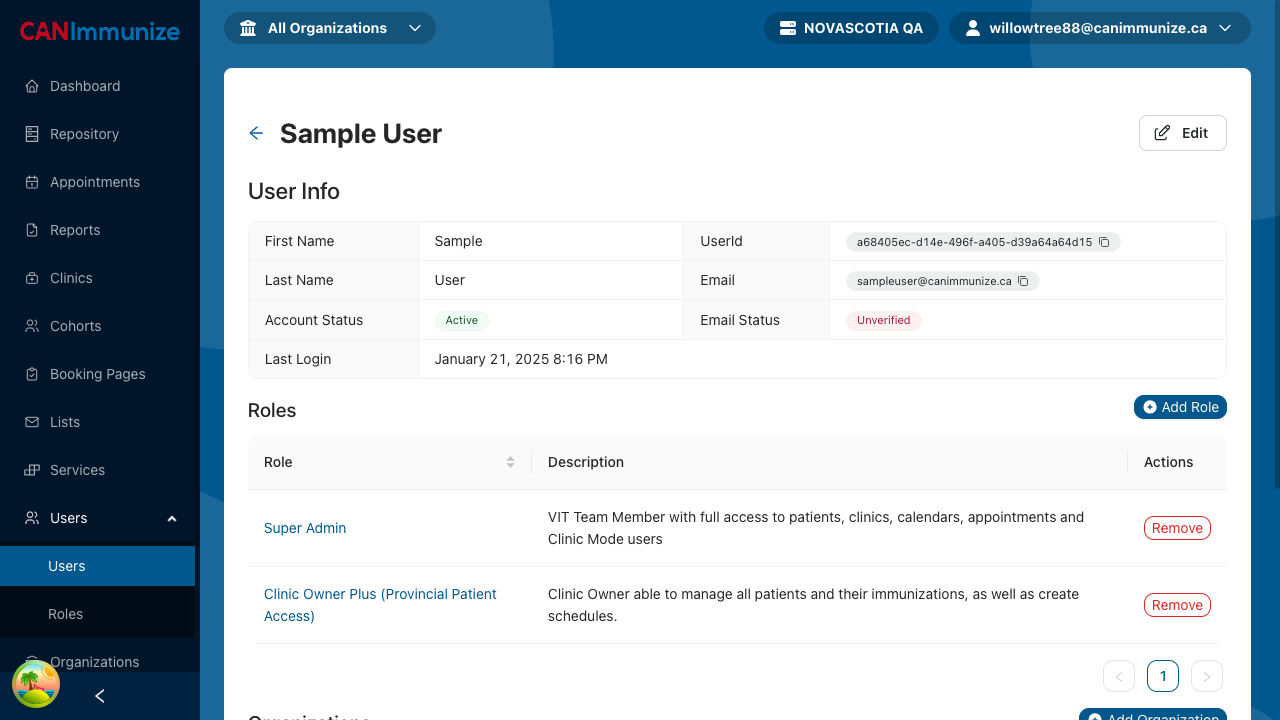 CANImmunize
All Organizations
NOVASCOTIA QA
willowtree88@canimmunize.ca
Dashboard
Repository
Appointments
Reports
Clinics
Cohorts
Booking Pages
Lists
Services
Users
Users
Roles
Organizations
Sample User
Edit
User Info
First Name
Sample
UserId
a68405ec-d14e-496f-a405-d39a64a64d15
Last Name
User
Email
sampleuser@canimmunize.ca
Account Status
Active
Email Status
Unverified
Last Login
January 21, 2025 8:16 PM
Roles
Add Role
Role
Description
Actions
Super Admin
VIT Team Member with full access to patients, clinics, calendars, appointments and
Clinic Mode users
Remove
Clinic Owner Plus (Provincial Patient
Access)
Clinic Owner able to manage all patients and their immunizations, as well as create
schedules.
Remove
1
Organizations
Add Organization